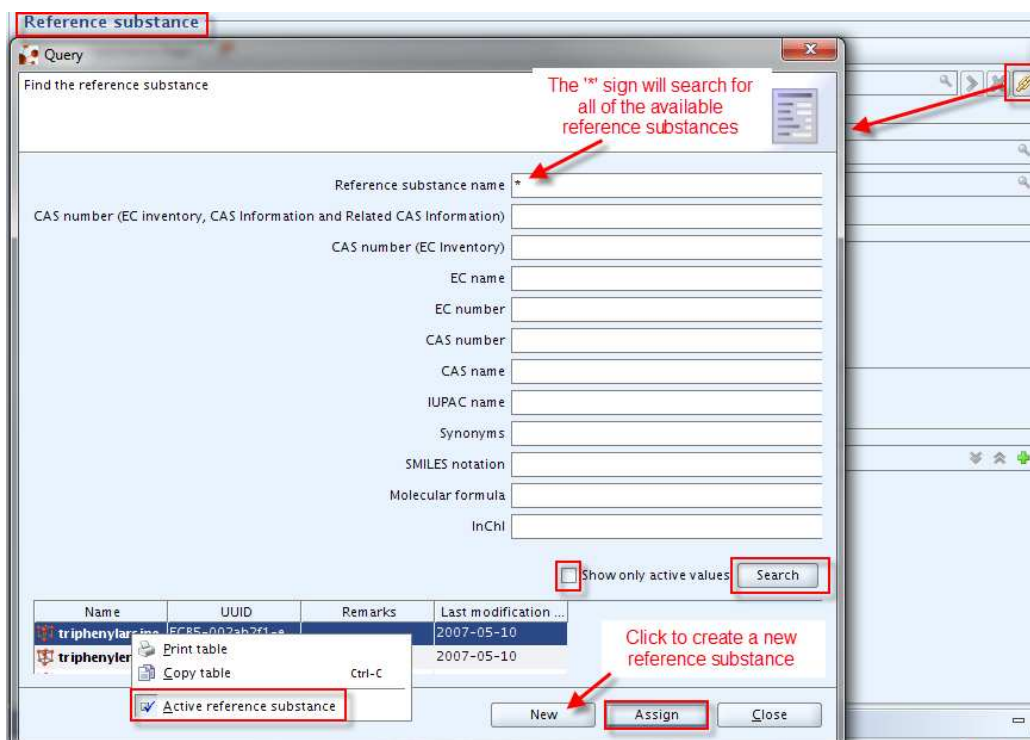 Reference substance
Query
Find the reference substance
The '*' sign will search for
all of the available
reference substances
Reference substance name *
CAS number (EC inventory, CAS Information and Related CAS Information)
CAS number (EC Inventory)
EC name
EC number
CAS number
CAS name
IUPAC name
Synonyms
SMILES notation
Molecular formula
InChI
Show only active values Search
Name UUID Remarks Last modification ...
triphenylarsine 2007-05-10
Print table
triphenylen 2007-05-10
Copy table Ctrl-C
Active reference substance
Click to create a new
reference substance
New Assign Close